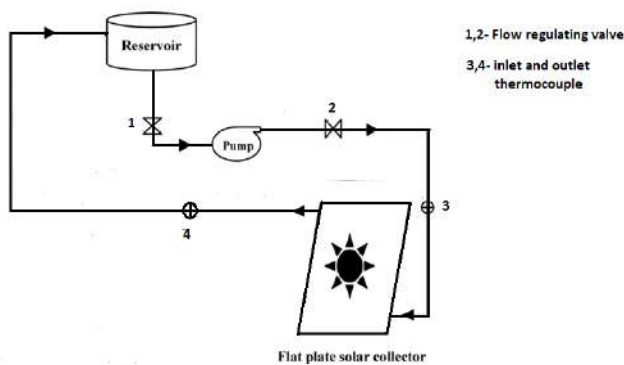 Reservoir
1,2- Flow regulating valve
3,4- inlet and outlet
thermocouple
1
2
Pump
3
4
Flat plate solar collector